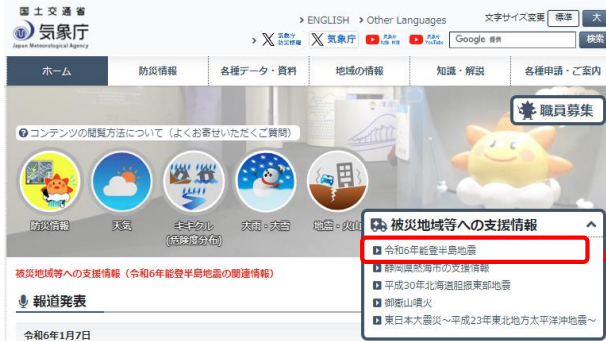 国土交通省
気象庁
Japan Meteorological Agency
ENGLISH Other Languages
文字サイズ変更 標準 大
気象庁 防災情報
気象庁
YouTube
Google 提供
検索
ホーム
防災情報
各種データ・資料
地域の情報
知識・解説
各種申請・ご案内
職員募集
コンテンツの閲覧方法について（よくお寄せいただくご質問）
防災情報
天気
キキクル
(危険度分布)
大雨・大雪
地震・火山
被災地域等への支援情報
令和6年能登半島地震
静岡県熱海市の支援情報
平成30年北海道胆振東部地震
御嶽山噴火
東日本大震災～平成23年東北地方太平洋沖地震～
被災地域等への支援情報（令和6年能登半島地震の関連情報）
報道発表
令和6年1月7日